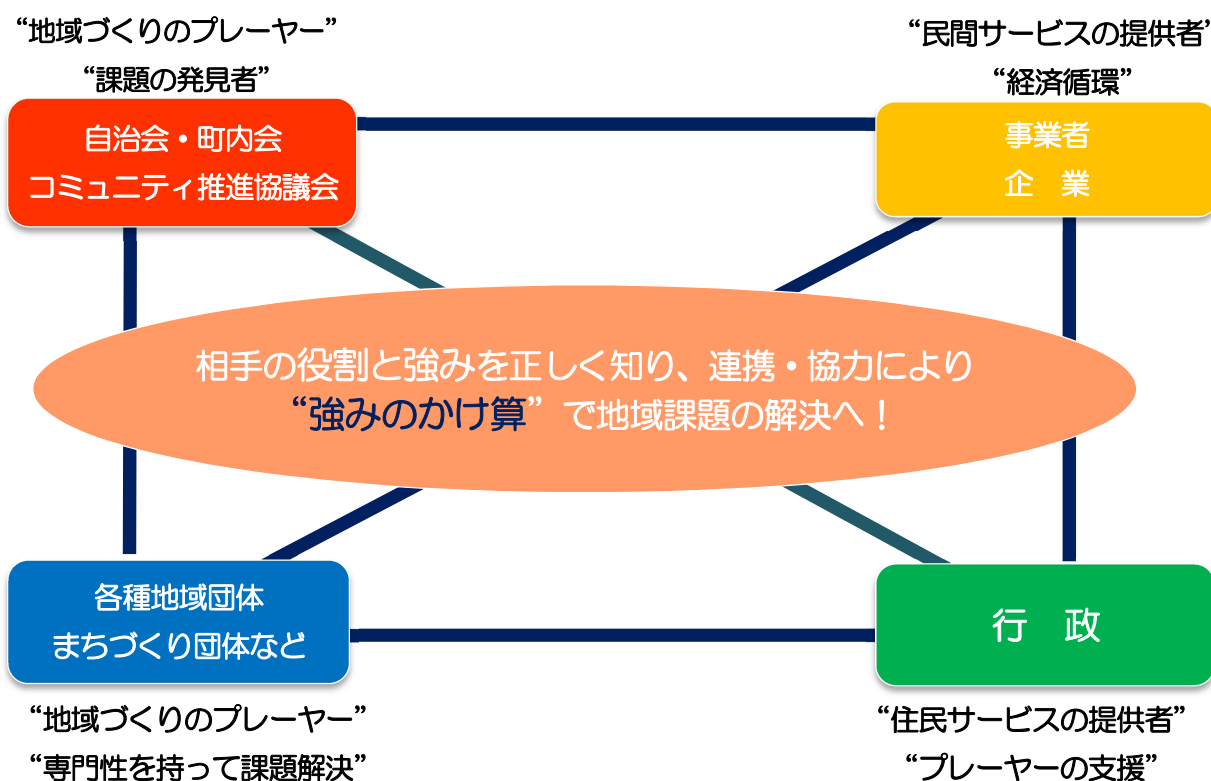 “地域づくりのプレーヤー”
“課題の発見者”
自治会・町内会
コミュニティ推進協議会
“民間サービスの提供者”
“経済循環”
事業者
企　業
相手の役割と強みを正しく知り、連携・協力により
“強みのかけ算”で地域課題の解決へ！
各種地域団体
まちづくり団体など
“地域づくりのプレーヤー”
“専門性を持って課題解決”
行　政
“住民サービスの提供者”
“プレーヤーの支援”